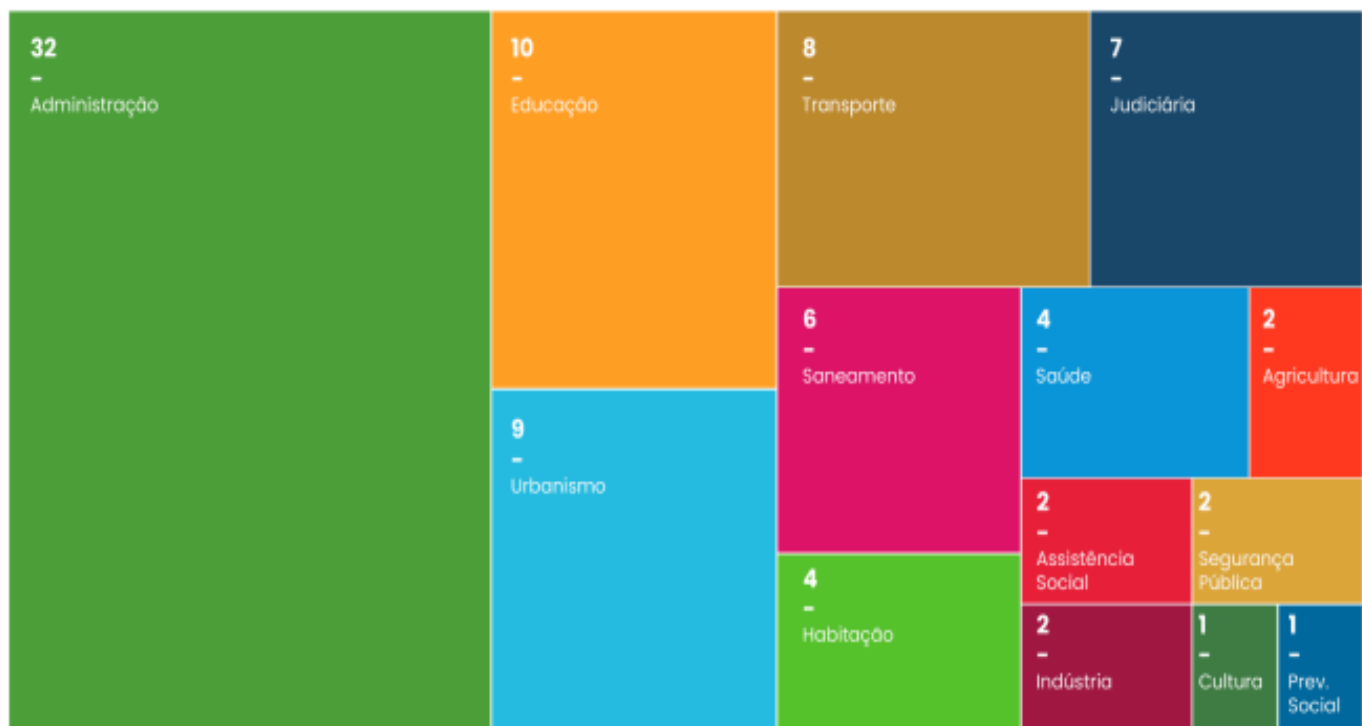 32
–
Administração
10
–
Educação
9
–
Urbanismo
8
–
Transporte
7
–
Judiciária
6
–
Saneamento
4
–
Saúde
2
–
Agricultura
4
–
Habitação
2
–
Assistência
Social
2
–
Segurança
Pública
2
–
Indústria
1
–
Cultura
1
–
Prev.
Social